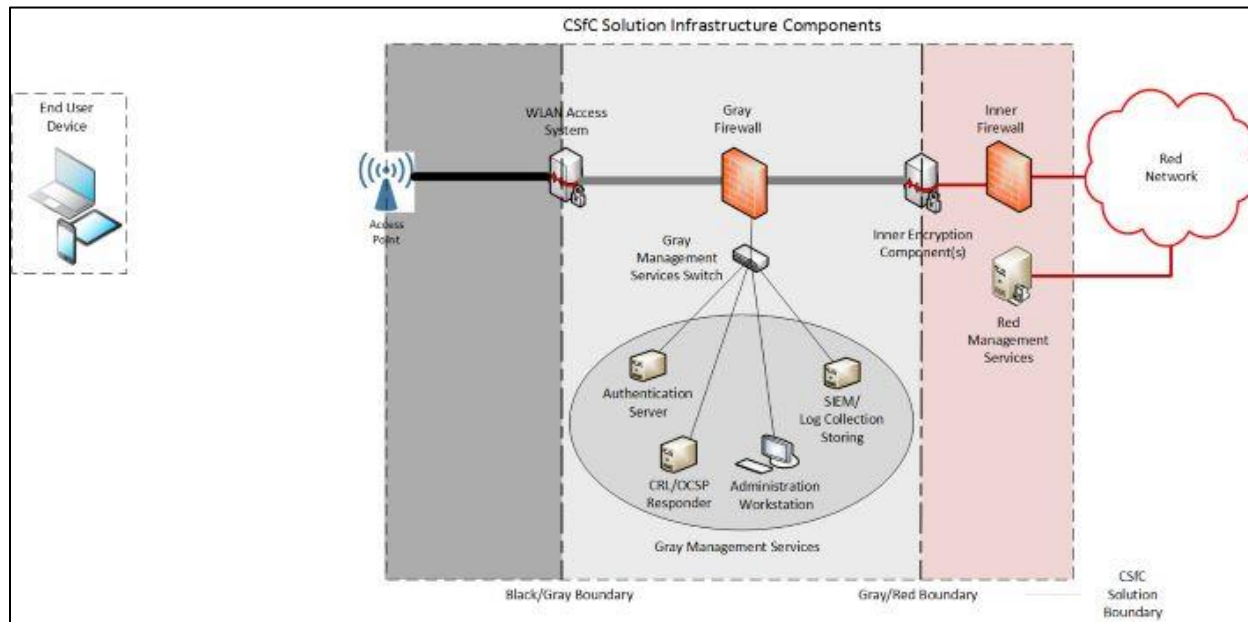 CSfC Solution Infrastructure Components
End User
Device
WLAN Access
System
Gray
Firewall
Inner
Firewall
Red
Network
Access
Point
Gray
Management
Services Switch
Inner Encryption
Component(s)
Red
Management
Services
Authentication
Server
SIEM/
Log Collection
Storing
CRL/OCSP
Responder
Administration
Workstation
Gray Management Services
Black/Gray Boundary
Gray/Red Boundary
CSfC
Solution
Boundary